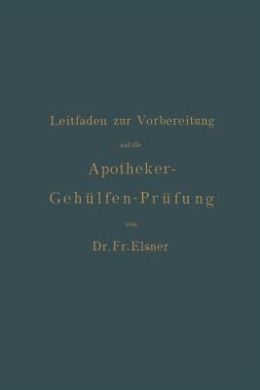 Leitfaden zur Vorbereitung
auf die
Apotheker-
Gehülfen-Prüfung
von
Dr. Fr. Elsner